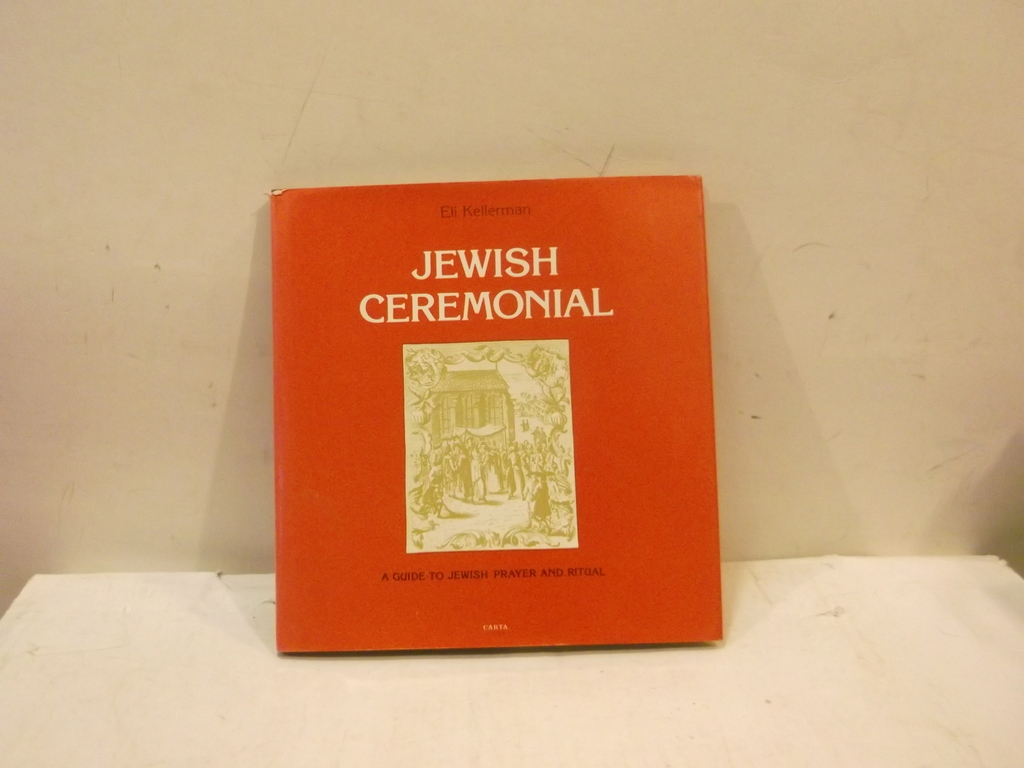 Eli Kellerman
JEWISH
CEREMONIAL
A GUIDE TO JEWISH PRAYER AND RITUAL
CARTA